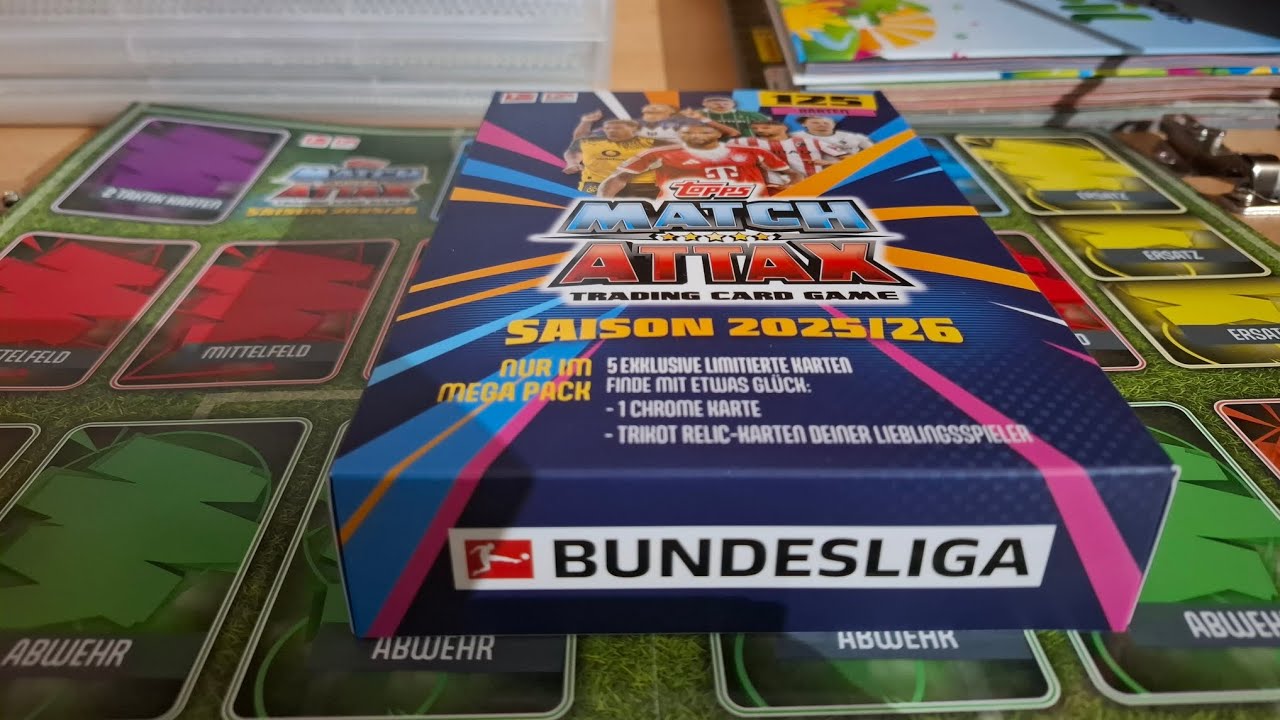 125
KARTEN
TOPPS
MATCH
ATTAX
TRADING CARD GAME
SAISON 2025/26
NUR IM
MEGA PACK
5 EXKLUSIVE LIMITIERTE KARTEN
FINDE MIT ETWAS GLÜCK:
- 1 CHROME KARTE
- TRIKOT RELIC-KARTEN DEINER LIEBLINGSSPIELER
BUNDESLIGA
2 TAKTIK KARTEN
MATCH
ATTAX
SAISON 2025/26
ERSATZ
ERSATZ
ERSATZ
MITTELFELD
MITTELFELD
ABWEHR
ABWEHR
ABWEHR
ABWEHR